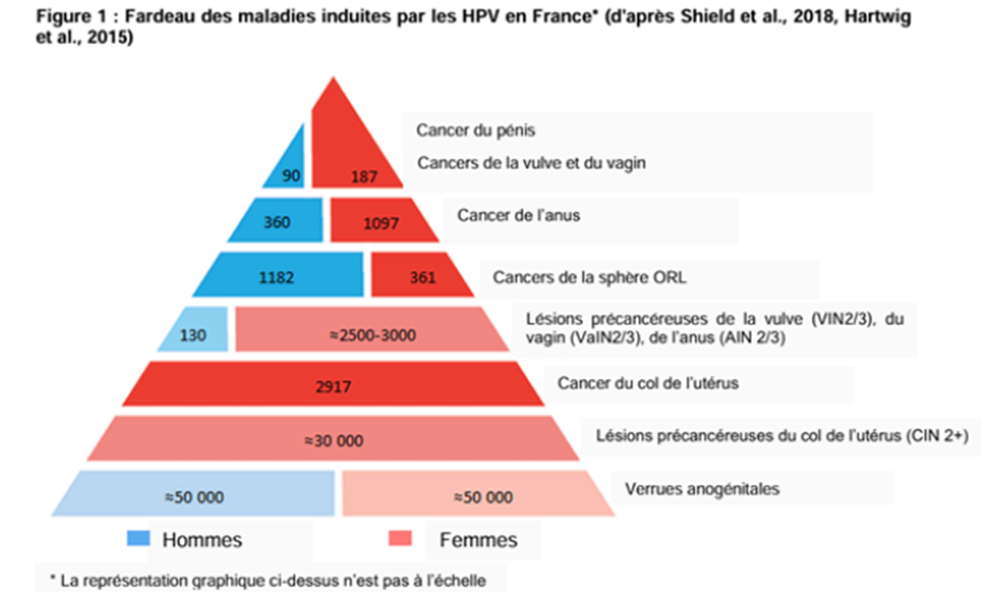 Figure 1 : Fardeau des maladies induites par les HPV en France* (d'après Shield et al., 2018, Hartwig
et al., 2015)
Cancer du pénis
Cancers de la vulve et du vagin
90 187
Cancer de l'anus
360 1097
1182 361 Cancers de la sphère ORL
Lésions précancéreuses de la vulve (VIN2/3), du
vagin (VaIN2/3), de l'anus (AIN 2/3)
130 ≈2500-3000
2917 Cancer du col de l'utérus
≈30 000 Lésions précancéreuses du col de l'utérus (CIN 2+)
≈50 000 ≈50 000 Verrues anogénitales
Hommes Femmes
* La représentation graphique ci-dessus n'est pas à l'échelle